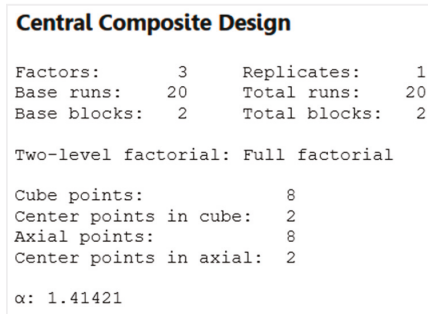 Central Composite Design
Factors: 3 Replicates: 1
Base runs: 20 Total runs: 20
Base blocks: 2 Total blocks: 2
Two-level factorial: Full factorial
Cube points: 8
Center points in cube: 2
Axial points: 8
Center points in axial: 2
α: 1.41421